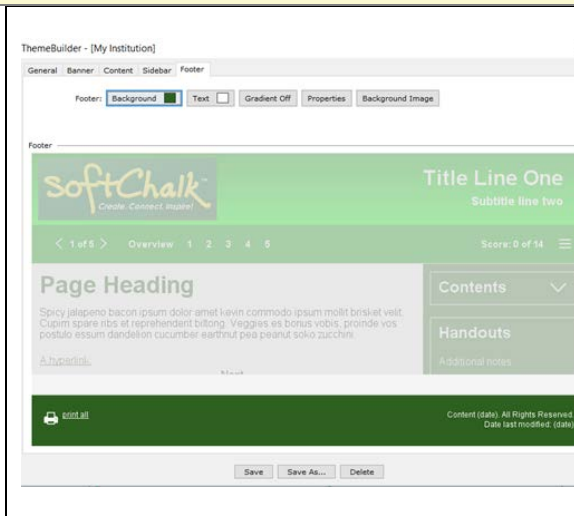 ThemeBuilder - [My Institution]
General Banner Content Sidebar Footer
Footer: Background Text Gradient Off Properties Background Image
Footer
SoftChalk™
Create. Connect. Inspire!
Title Line One
Subtitle line two
< 1 of 5 > Overview 1 2 3 4 5 Score: 0 of 14
Page Heading
Contents
Spicy jalapeno bacon ipsum dolor amet kevin commodo ipsum mollit brisket velit.
Cupim spare ribs et reprehenderit biltong. Veggies es bonus vobis, proinde vos
postulo essum dandelion cucumber earthnut pea peanut soko zucchini.
Handouts
A hyperlink.
Additional notes
Next
print all
Content (date). All Rights Reserved.
Date last modified: (date)
Save Save As... Delete